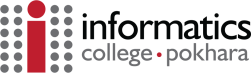 informatics
college • pokhara